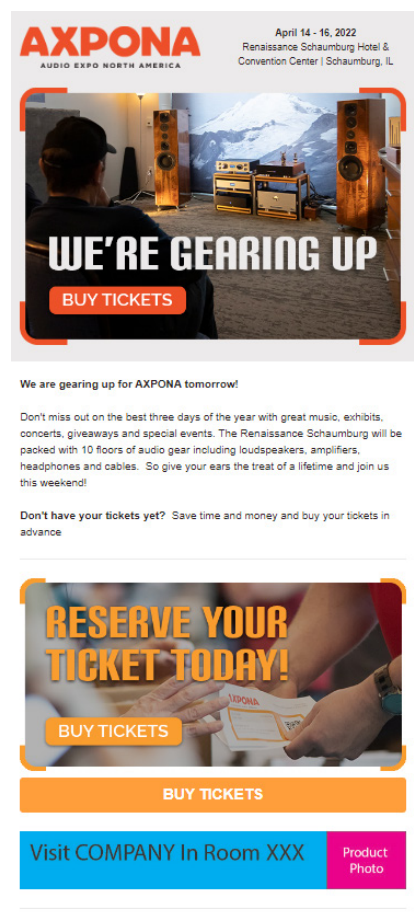 AXPONA
AUDIO EXPO NORTH AMERICA
April 14 - 16, 2022
Renaissance Schaumburg Hotel &
Convention Center | Schaumburg, IL
WE'RE GEARING UP
BUY TICKETS
We are gearing up for AXPONA tomorrow!
Don't miss out on the best three days of the year with great music, exhibits,
concerts, giveaways and special events. The Renaissance Schaumburg will be
packed with 10 floors of audio gear including loudspeakers, amplifiers,
headphones and cables.  So give your ears the treat of a lifetime and join us
this weekend!
Don't have your tickets yet?  Save time and money and buy your tickets in
advance
RESERVE YOUR
TICKET TODAY!
AXPONA
BUY TICKETS
BUY TICKETS
Visit COMPANY In Room XXX
Product
Photo